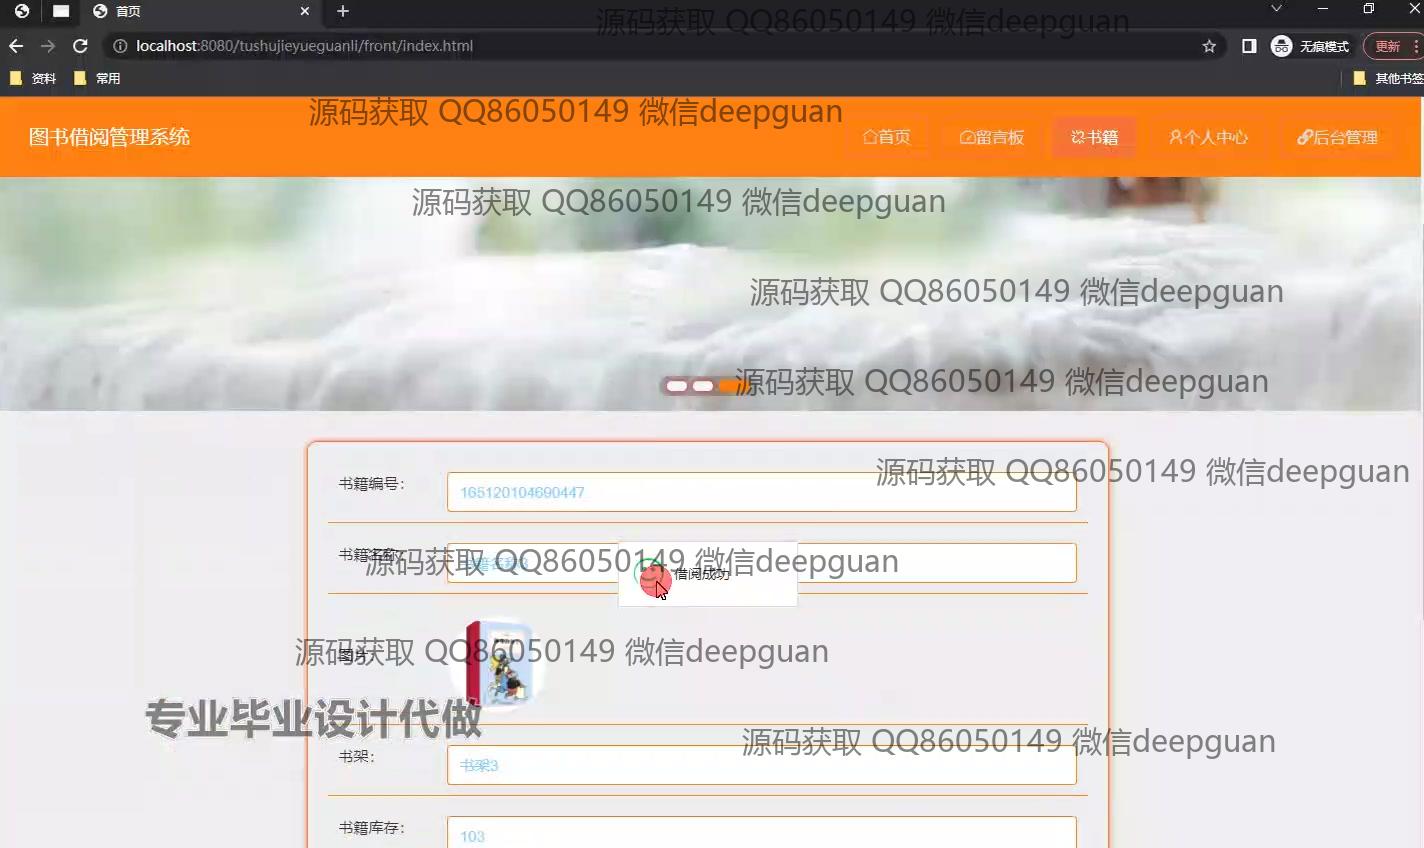 首页
源码获取 QQ86050149 微信deepguan
localhost:8080/tushujieyueguanli/front/index.html
无痕模式
更新
资料
常用
其他书签
源码获取 QQ86050149 微信deepguan
图书借阅管理系统
首页
留言板
书籍
个人中心
后台管理
源码获取 QQ86050149 微信deepguan
源码获取 QQ86050149 微信deepguan
源码获取 QQ86050149 微信deepguan
源码获取 QQ86050149 微信deepguan
书籍编号：
165120104690447
书籍名称：
源码获取 QQ86050149 微信deepguan
借阅成功
源码获取 QQ86050149 微信deepguan
图片：
专业毕业设计代做
源码获取 QQ86050149 微信deepguan
书架：
书架3
书籍库存：
103